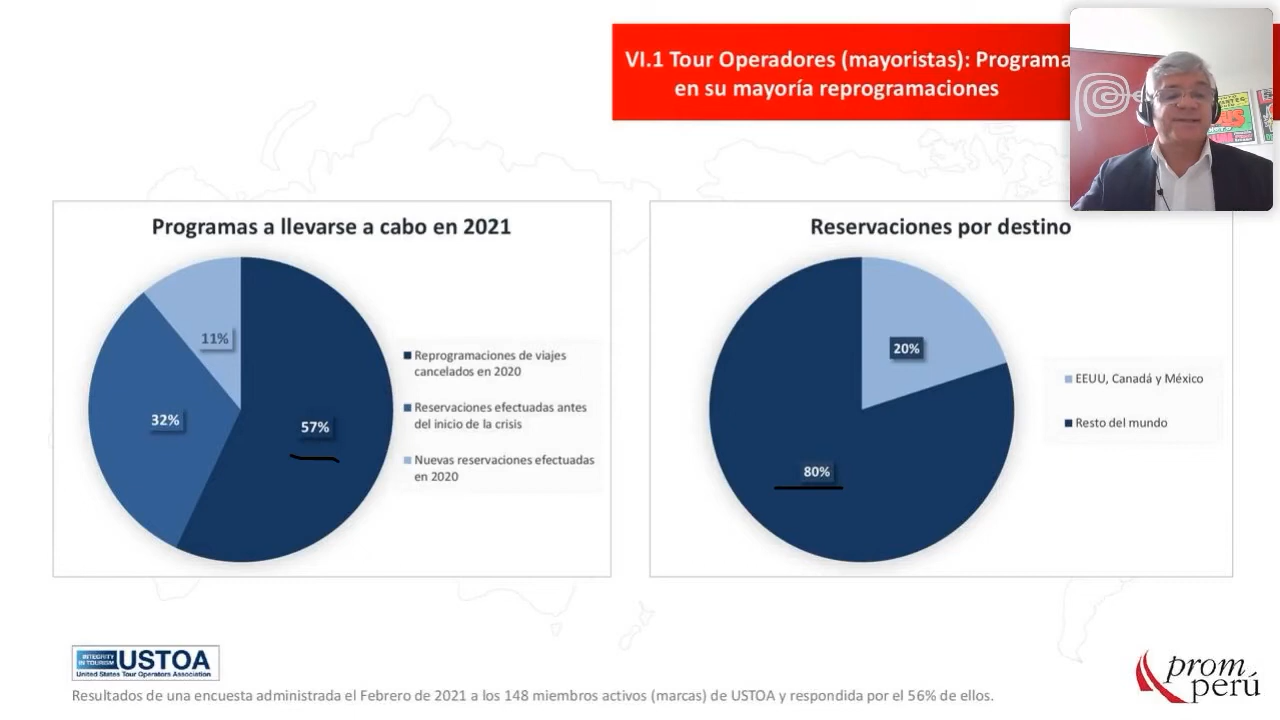 VI.1 Tour Operadores (mayoristas): Programa
en su mayoría reprogramaciones
Programas a llevarse a cabo en 2021
11%
32%
57%
Reprogramaciones de viajes
cancelados en 2020
Reservaciones efectuadas antes
del inicio de la crisis
Nuevas reservaciones efectuadas
en 2020
Reservaciones por destino
20%
80%
EEUU, Canadá y México
Resto del mundo
INTEGRITY
IN TOURISM
USTOA
United States Tour Operators Association
Resultados de una encuesta administrada el Febrero de 2021 a los 148 miembros activos (marcas) de USTOA y respondida por el 56% de ellos.
prom
perú